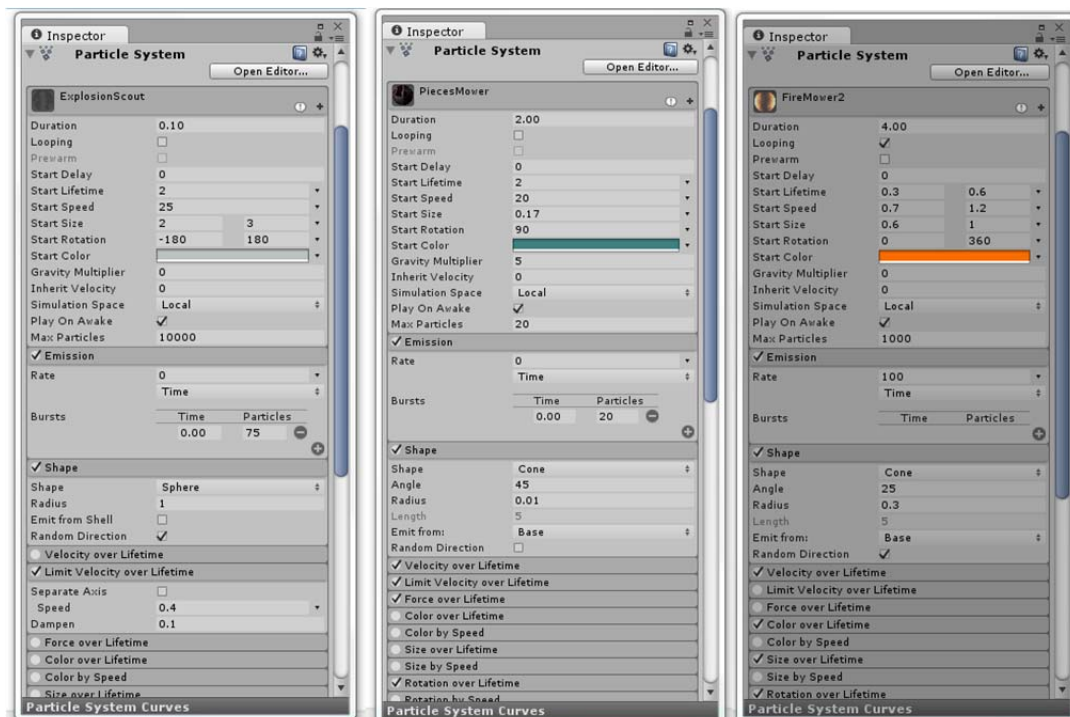 Inspector
Particle System
Open Editor...
ExplosionScout
Duration 0.10
Looping
Prewarm
Start Delay 0
Start Lifetime 2
Start Speed 25
Start Size 2 3
Start Rotation -180 180
Start Color
Gravity Multiplier 0
Inherit Velocity 0
Simulation Space Local
Play On Awake
Max Particles 10000
Emission
Rate 0
Time
Bursts Time Particles
0.00 75
Shape
Shape Sphere
Radius 1
Emit from Shell
Random Direction
Velocity over Lifetime
Limit Velocity over Lifetime
Separate Axis
Speed 0.4
Dampen 0.1
Force over Lifetime
Color over Lifetime
Color by Speed
Size over Lifetime
Particle System Curves
Inspector
Particle System
Open Editor...
PiecesMower
Duration 2.00
Looping
Prewarm
Start Delay 0
Start Lifetime 2
Start Speed 20
Start Size 0.17
Start Rotation 90
Start Color
Gravity Multiplier 5
Inherit Velocity 0
Simulation Space Local
Play On Awake
Max Particles 20
Emission
Rate 0
Time
Bursts Time Particles
0.00 20
Shape
Shape Cone
Angle 45
Radius 0.01
Length 5
Emit from: Base
Random Direction
Velocity over Lifetime
Limit Velocity over Lifetime
Force over Lifetime
Color over Lifetime
Color by Speed
Size over Lifetime
Size by Speed
Rotation over Lifetime
Rotation by Speed
Particle System Curves
Inspector
Particle System
Open Editor...
FireMower2
Duration 4.00
Looping
Prewarm
Start Delay 0
Start Lifetime 0.3 0.6
Start Speed 0.7 1.2
Start Size 0.6 1
Start Rotation 0 360
Start Color
Gravity Multiplier 0
Inherit Velocity 0
Simulation Space Local
Play On Awake
Max Particles 1000
Emission
Rate 100
Time
Bursts Time Particles
Shape
Shape Cone
Angle 25
Radius 0.3
Length 5
Emit from: Base
Random Direction
Velocity over Lifetime
Limit Velocity over Lifetime
Force over Lifetime
Color over Lifetime
Color by Speed
Size over Lifetime
Size by Speed
Rotation over Lifetime
Particle System Curves